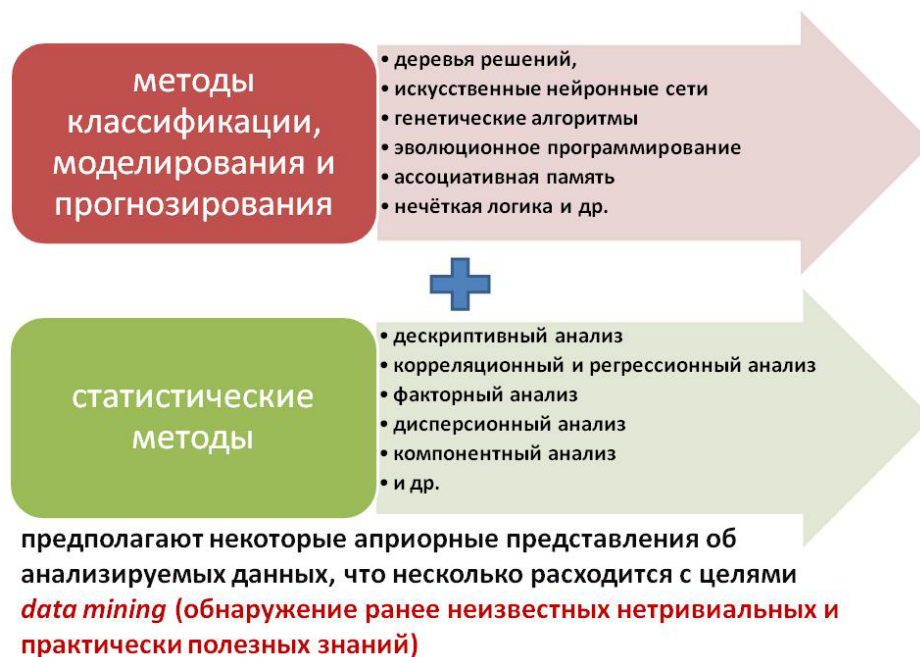 методы
классификации,
моделирования и
прогнозирования
• деревья решений,
• искусственные нейронные сети
• генетические алгоритмы
• эволюционное программирование
• ассоциативная память
• нечёткая логика и др.
статистические
методы
• дескриптивный анализ
• корреляционный и регрессионный анализ
• факторный анализ
• дисперсионный анализ
• компонентный анализ
• и др.
предполагают некоторые априорные представления об
анализируемых данных, что несколько расходится с целями
data mining (обнаружение ранее неизвестных нетривиальных и
практически полезных знаний)